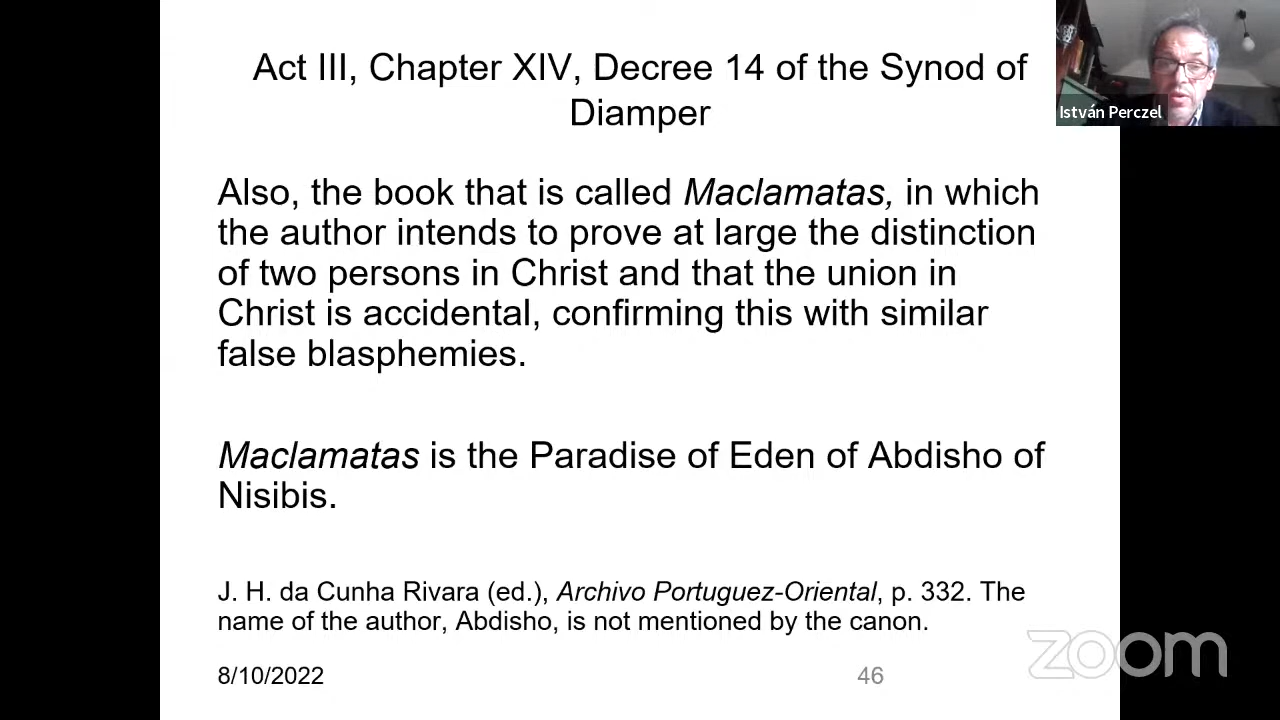 Act III, Chapter XIV, Decree 14 of the Synod of
Diamper
István Perczel
Also, the book that is called Maclamatas, in which
the author intends to prove at large the distinction
of two persons in Christ and that the union in
Christ is accidental, confirming this with similar
false blasphemies.
Maclamatas is the Paradise of Eden of Abdisho of
Nisibis.
J. H. da Cunha Rivara (ed.), Archivo Portuguez-Oriental, p. 332. The
name of the author, Abdisho, is not mentioned by the canon.
8/10/2022
46
zoom